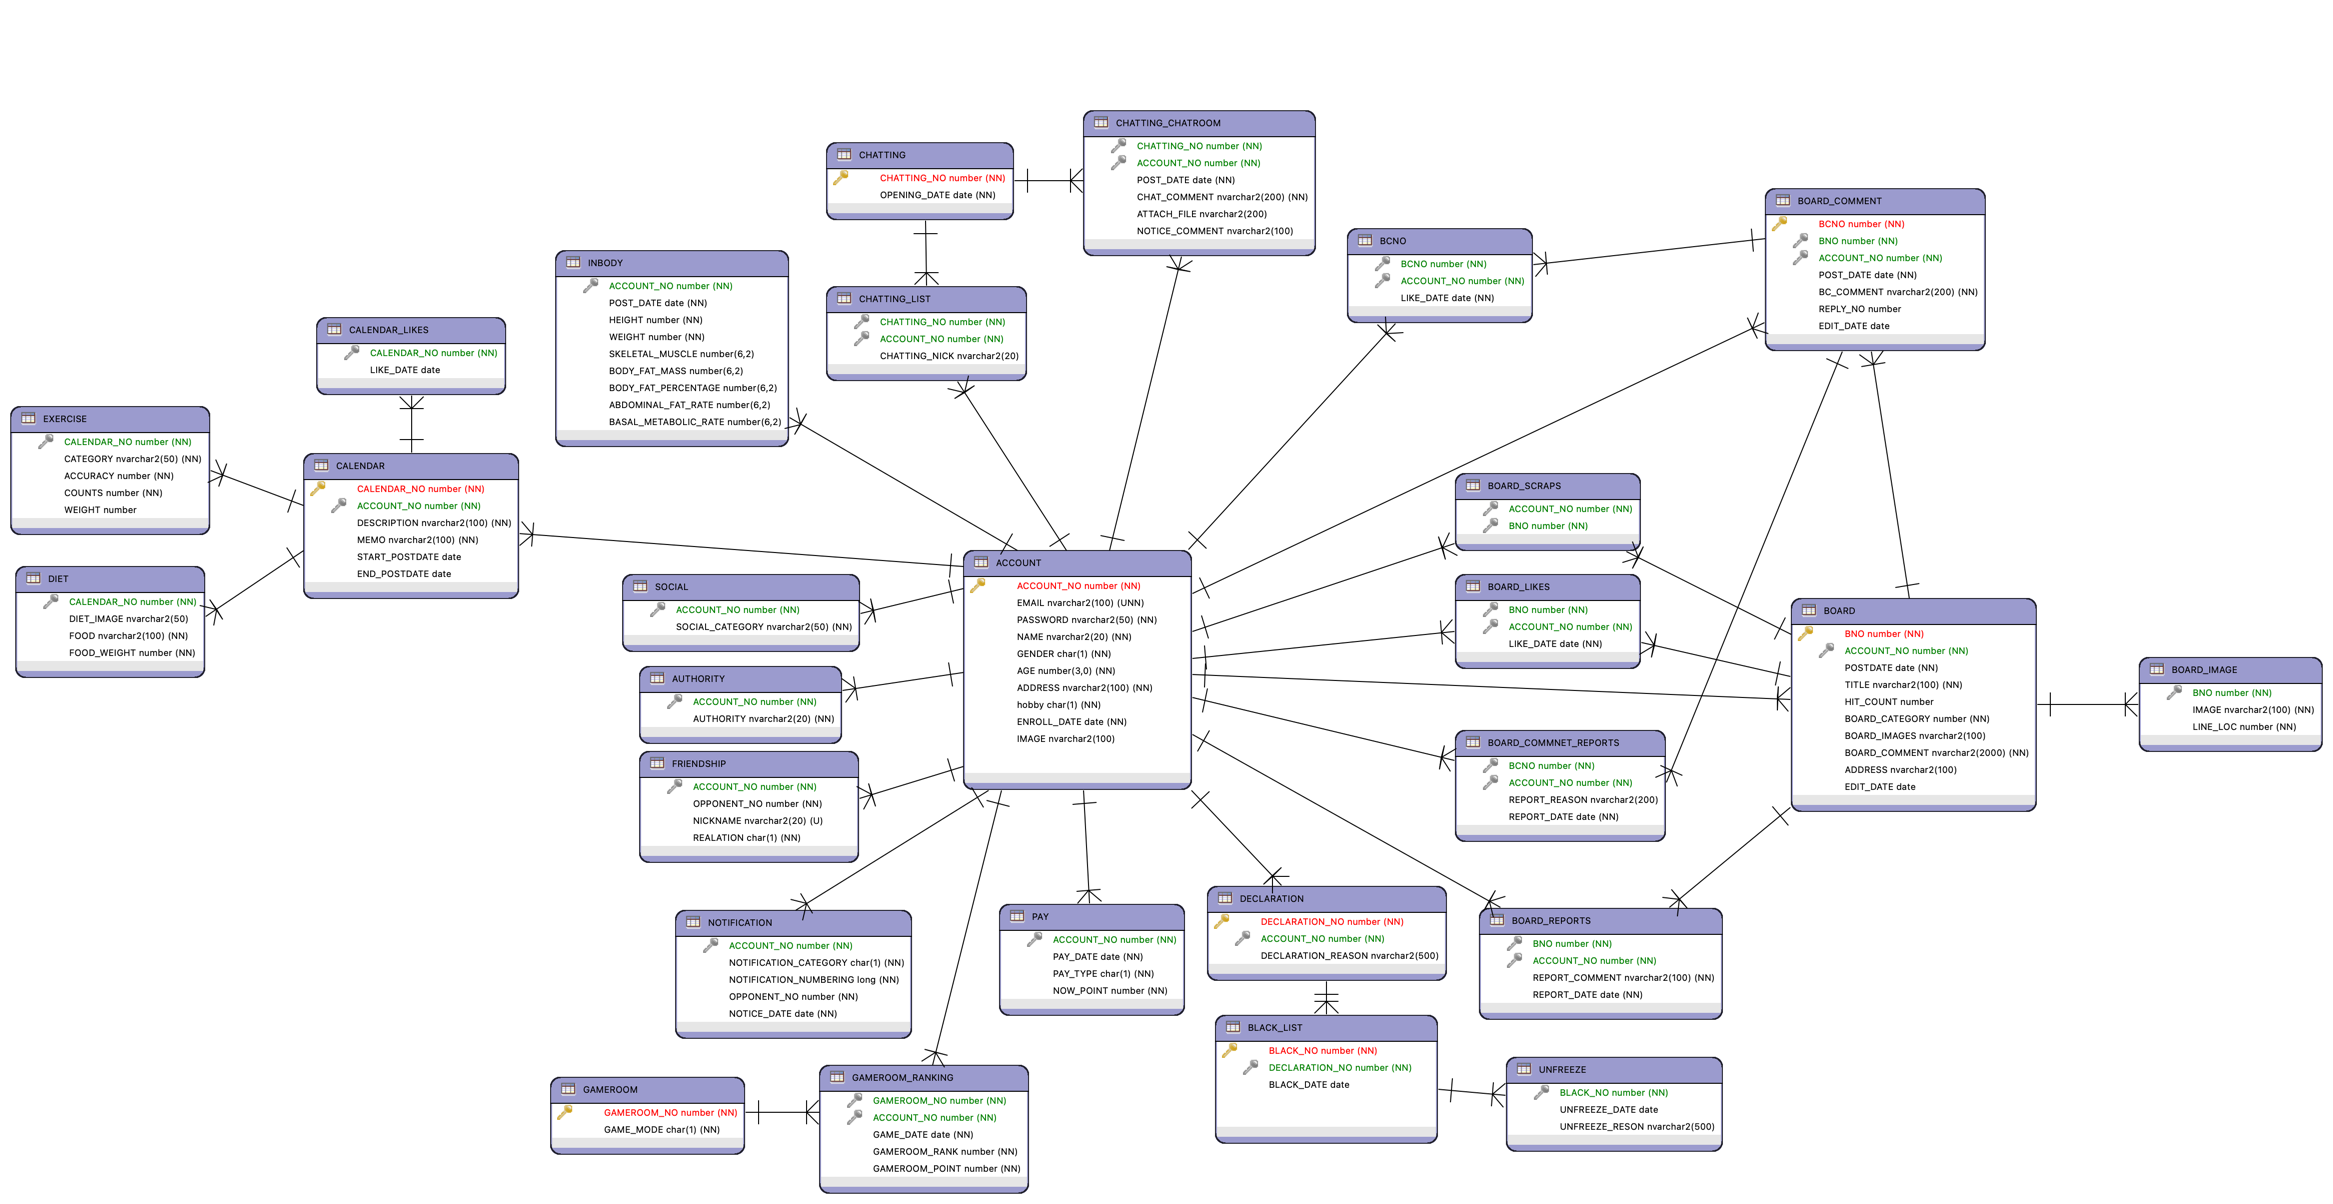 CHATTING_CHATROOM
CHATTING_NO number (NN)
ACCOUNT_NO number (NN)
POST_DATE date (NN)
CHAT_COMMENT nvarchar2(200) (NN)
ATTACH_FILE nvarchar2(200)
NOTICE_COMMENT nvarchar2(100)
CHATTING
CHATTING_NO number (NN)
OPENING_DATE date (NN)
BOARD_COMMENT
BCNO number (NN)
BNO number (NN)
ACCOUNT_NO number (NN)
POST_DATE date (NN)
BC_COMMENT nvarchar2(200) (NN)
REPLY_NO number
EDIT_DATE date
BCNO
BCNO number (NN)
ACCOUNT_NO number (NN)
LIKE_DATE date (NN)
INBODY
ACCOUNT_NO number (NN)
POST_DATE date (NN)
HEIGHT number (NN)
WEIGHT number (NN)
SKELETAL_MUSCLE number(6,2)
BODY_FAT_MASS number(6,2)
BODY_FAT_PERCENTAGE number(6,2)
ABDOMINAL_FAT_RATE number(6,2)
BASAL_METABOLIC_RATE number(6,2)
CHATTING_LIST
CHATTING_NO number (NN)
ACCOUNT_NO number (NN)
CHATTING_NICK nvarchar2(20)
CALENDAR_LIKES
CALENDAR_NO number (NN)
LIKE_DATE date
EXERCISE
CALENDAR_NO number (NN)
CATEGORY nvarchar2(50) (NN)
ACCURACY number (NN)
COUNTS number (NN)
WEIGHT number
CALENDAR
CALENDAR_NO number (NN)
ACCOUNT_NO number (NN)
DESCRIPTION nvarchar2(100) (NN)
MEMO nvarchar2(100) (NN)
START_POSTDATE date
END_POSTDATE date
BOARD_SCRAPS
ACCOUNT_NO number (NN)
BNO number (NN)
ACCOUNT
ACCOUNT_NO number (NN)
EMAIL nvarchar2(100) (UNN)
PASSWORD nvarchar2(50) (NN)
NAME nvarchar2(20) (NN)
GENDER char(1) (NN)
AGE number(3,0) (NN)
ADDRESS nvarchar2(100) (NN)
hobby char(1) (NN)
ENROLL_DATE date (NN)
IMAGE nvarchar2(100)
DIET
CALENDAR_NO number (NN)
DIET_IMAGE nvarchar2(50)
FOOD nvarchar2(100) (NN)
FOOD_WEIGHT number (NN)
SOCIAL
ACCOUNT_NO number (NN)
SOCIAL_CATEGORY nvarchar2(50) (NN)
BOARD_LIKES
BNO number (NN)
ACCOUNT_NO number (NN)
LIKE_DATE date (NN)
BOARD
BNO number (NN)
ACCOUNT_NO number (NN)
POSTDATE date (NN)
TITLE nvarchar2(100) (NN)
HIT_COUNT number
BOARD_CATEGORY number (NN)
BOARD_IMAGES nvarchar2(100)
BOARD_COMMENT nvarchar2(2000) (NN)
ADDRESS nvarchar2(100)
EDIT_DATE date
BOARD_IMAGE
BNO number (NN)
IMAGE nvarchar2(100) (NN)
LINE_LOC number (NN)
AUTHORITY
ACCOUNT_NO number (NN)
AUTHORITY nvarchar2(20) (NN)
BOARD_COMMNET_REPORTS
BCNO number (NN)
ACCOUNT_NO number (NN)
REPORT_REASON nvarchar2(200)
REPORT_DATE date (NN)
FRIENDSHIP
ACCOUNT_NO number (NN)
OPPONENT_NO number (NN)
NICKNAME nvarchar2(20) (U)
REALATION char(1) (NN)
NOTIFICATION
ACCOUNT_NO number (NN)
NOTIFICATION_CATEGORY char(1) (NN)
NOTIFICATION_NUMBERING long (NN)
OPPONENT_NO number (NN)
NOTICE_DATE date (NN)
PAY
ACCOUNT_NO number (NN)
PAY_DATE date (NN)
PAY_TYPE char(1) (NN)
NOW_POINT number (NN)
DECLARATION
DECLARATION_NO number (NN)
ACCOUNT_NO number (NN)
DECLARATION_REASON nvarchar2(500)
BOARD_REPORTS
BNO number (NN)
ACCOUNT_NO number (NN)
REPORT_COMMENT nvarchar2(100) (NN)
REPORT_DATE date (NN)
BLACK_LIST
BLACK_NO number (NN)
DECLARATION_NO number (NN)
BLACK_DATE date
UNFREEZE
BLACK_NO number (NN)
UNFREEZE_DATE date
UNFREEZE_RESON nvarchar2(500)
GAMEROOM
GAMEROOM_NO number (NN)
GAME_MODE char(1) (NN)
GAMEROOM_RANKING
GAMEROOM_NO number (NN)
ACCOUNT_NO number (NN)
GAME_DATE date (NN)
GAMEROOM_RANK number (NN)
GAMEROOM_POINT number (NN)